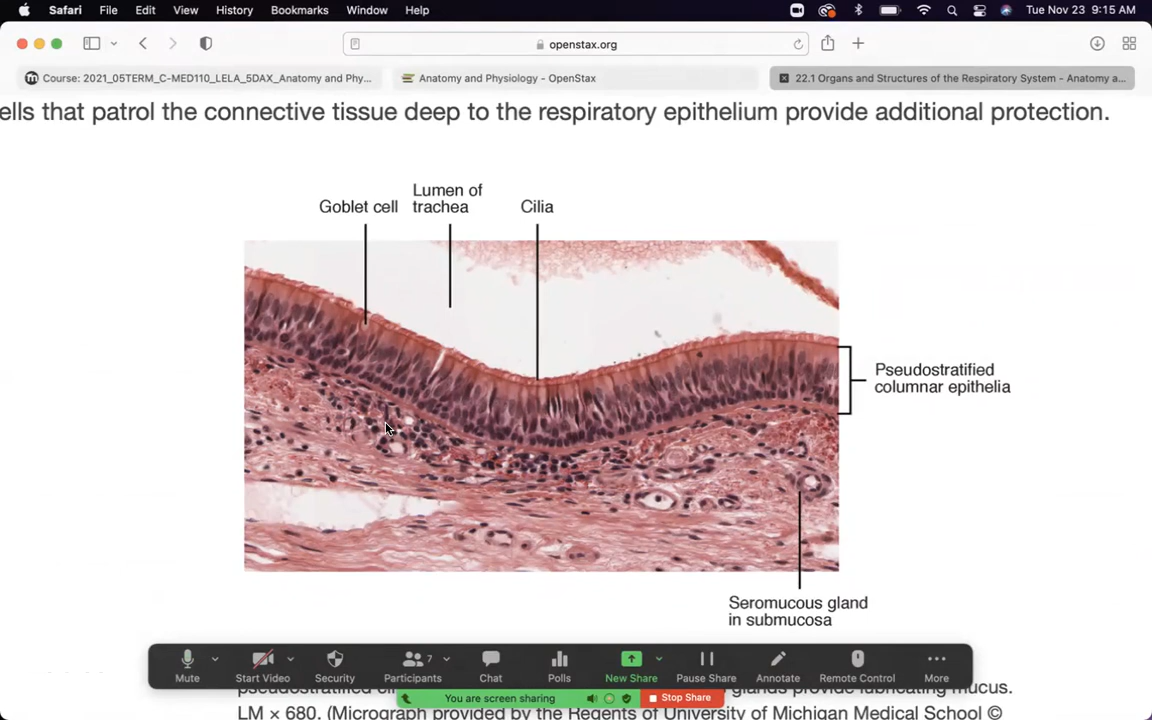 Safari File Edit View History Bookmarks Window Help Tue Nov 23 9:15 AM
openstax.org
Course: 2021_05TERM_C-MED110_LELA_5DAX_Anatomy and Phy... Anatomy and Physiology - OpenStax 22.1 Organs and Structures of the Respiratory System - Anatomy a...
ells that patrol the connective tissue deep to the respiratory epithelium provide additional protection.
Lumen of
Goblet cell trachea Cilia
Pseudostratified
columnar epithelia
Seromucous gland
in submucosa
7
Mute Start Video Security Participants Chat Polls New Share Pause Share Annotate Remote Control More
glands provide lubricating mucus.
You are screen sharing Stop Share
LM × 680. (Micrograph provided by the Regents of University of Michigan Medical School ©